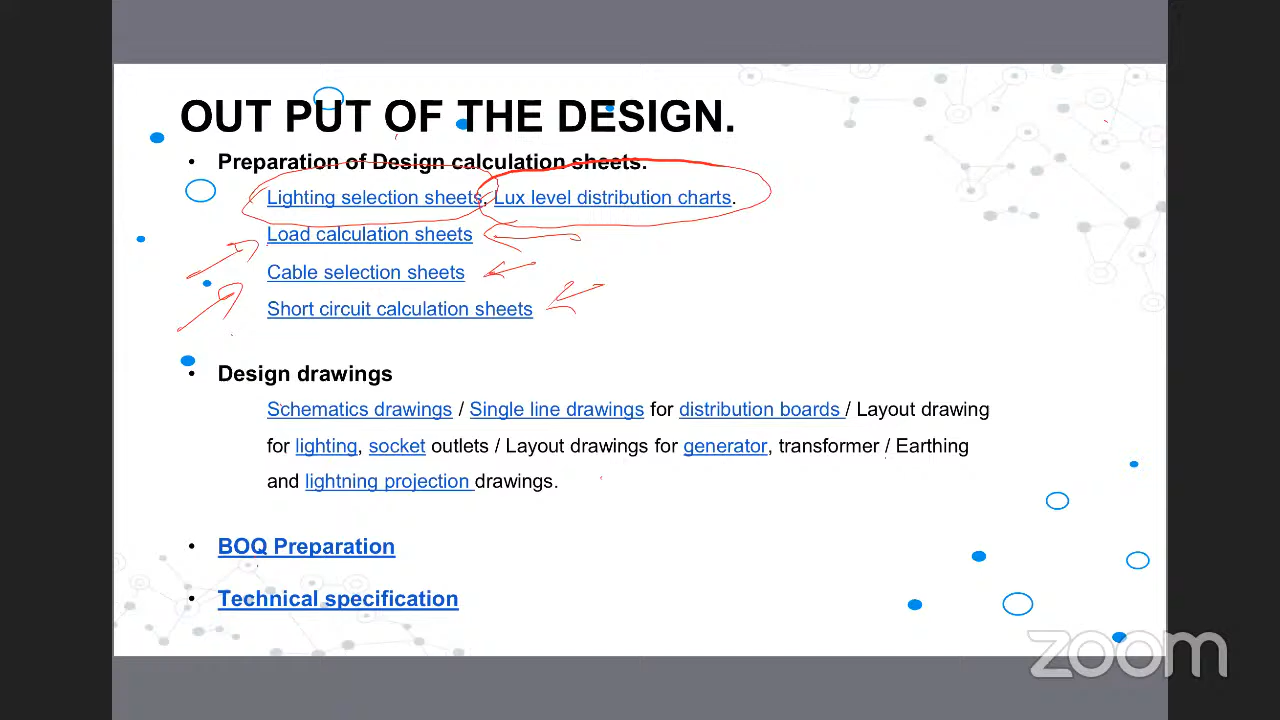 OUT PUT OF THE DESIGN.
• Preparation of Design calculation sheets.
Lighting selection sheets, Lux level distribution charts.
Load calculation sheets
Cable selection sheets
Short circuit calculation sheets
• Design drawings
Schematics drawings / Single line drawings for distribution boards / Layout drawing
for lighting, socket outlets / Layout drawings for generator, transformer / Earthing
and lightning projection drawings.
• BOQ Preparation
• Technical specification
zoom